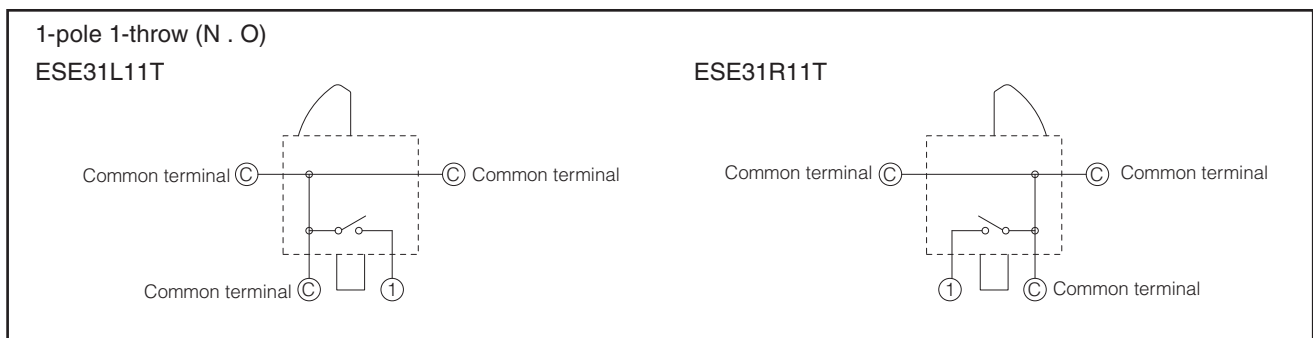 1-pole 1-throw (N . O)
ESE31L11T
Common terminal C
C Common terminal
Common terminal C
1
ESE31R11T
Common terminal C
C Common terminal
1
C Common terminal